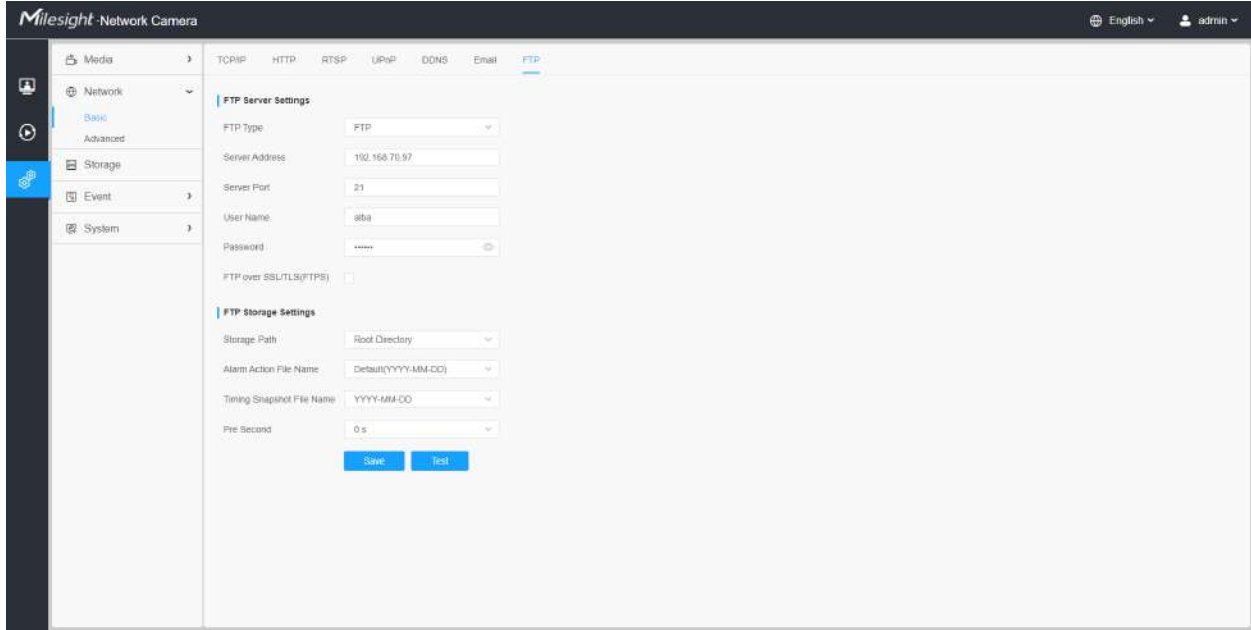 Milesight Network Camera
English
admin
Media
TCP/IP HTTP RTSP UPnP DDNS Email FTP
Network
Basic
Advanced
Storage
Event
System
FTP Server Settings
FTP Type FTP
Server Address 192.168.70.97
Server Port 21
User Name alba
Password ••••••
FTP over SSL/TLS(FTPS)
FTP Storage Settings
Storage Path Root Directory
Alarm Action File Name Default(YYYY-MM-DD)
Timing Snapshot File Name YYYY-MM-DD
Pre Second 0 s
Save Test